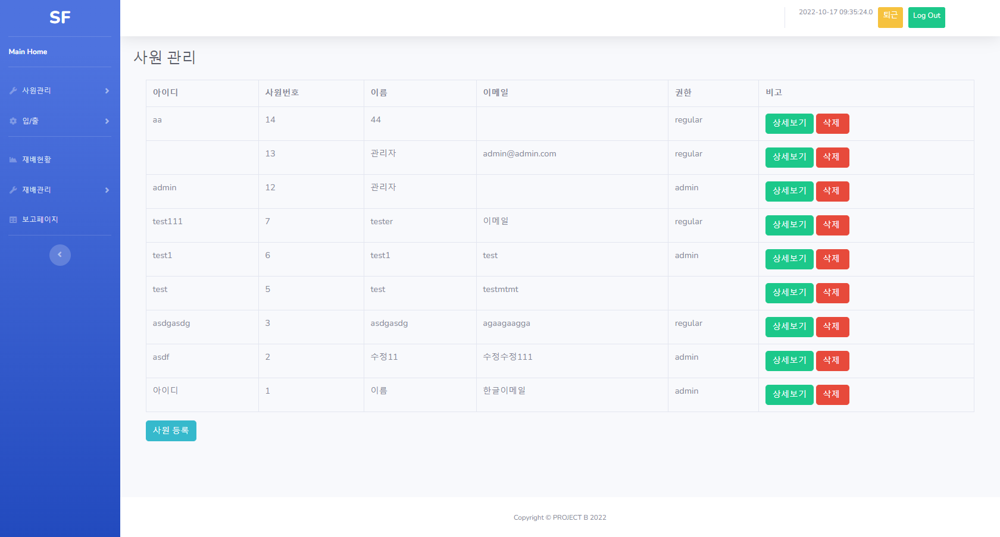 SF
Main Home
사원관리
입/출
재배현황
재배관리
보고페이지
2022-10-17 09:35:24.0 퇴근 Log Out
사원 관리
아이디 사원번호 이름 이메일 권한 비고
aa 14 44 regular 상세보기 삭제
13 관리자 admin@admin.com regular 상세보기 삭제
admin 12 관리자 admin 상세보기 삭제
test111 7 tester 이메일 regular 상세보기 삭제
test1 6 test1 test admin 상세보기 삭제
test 5 test testmtmt 상세보기 삭제
asdgasdg 3 asdgasdg agaagaagga regular 상세보기 삭제
asdf 2 수정11 수정수정111 admin 상세보기 삭제
아이디 1 이름 한글이메일 admin 상세보기 삭제
사원 등록
Copyright © PROJECT B 2022